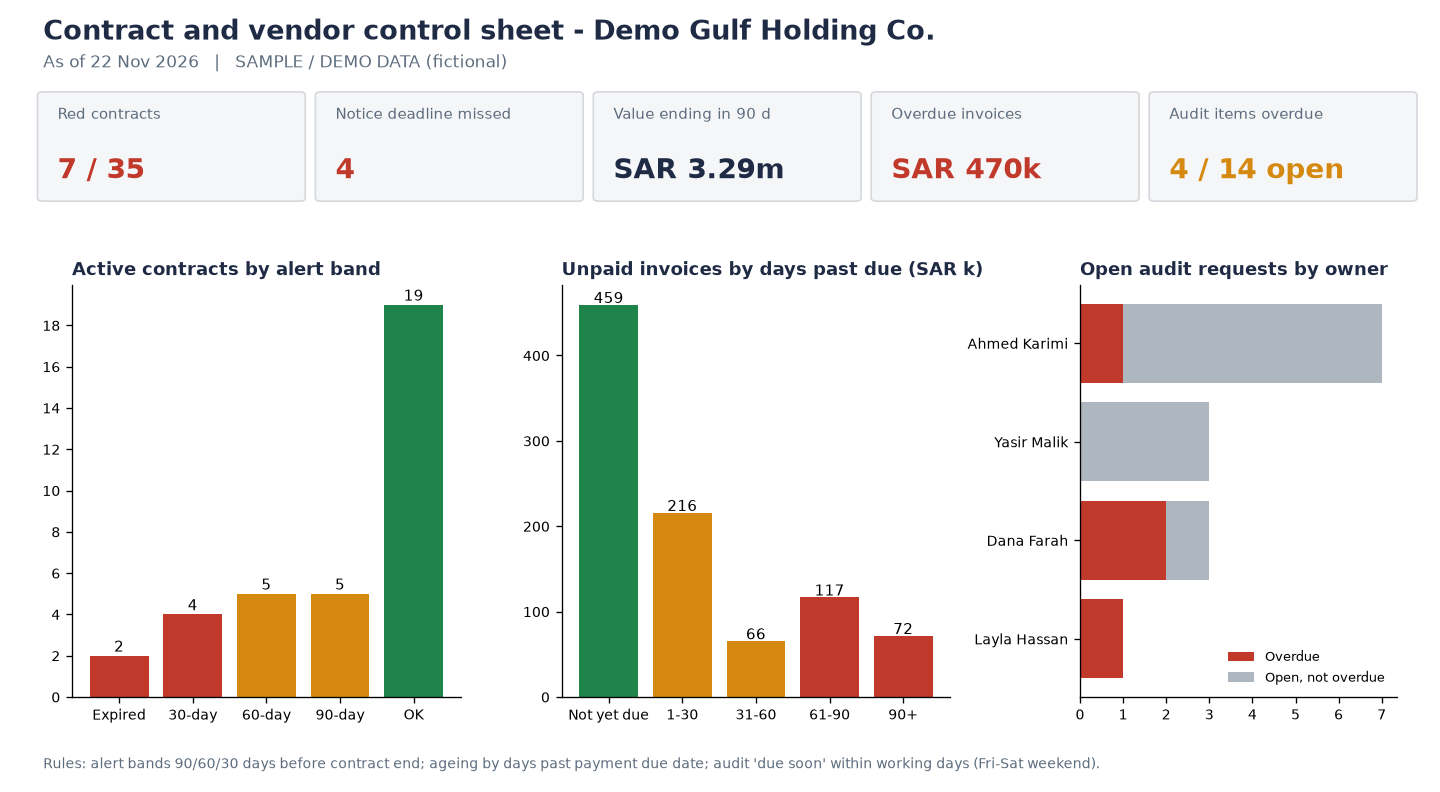 Contract and vendor control sheet - Demo Gulf Holding Co.
As of 22 Nov 2026 | SAMPLE / DEMO DATA (fictional)
Red contracts
7 / 35
Notice deadline missed
4
Value ending in 90 d
SAR 3.29m
Overdue invoices
SAR 470k
Audit items overdue
4 / 14 open
Active contracts by alert band
18
16
14
12
10
8
6
4
2
0
2
4
5
5
19
Expired 30-day 60-day 90-day OK
Unpaid invoices by days past due (SAR k)
400
300
200
100
0
459
216
66
117
72
Not yet due 1-30 31-60 61-90 90+
Open audit requests by owner
Ahmed Karimi
Yasir Malik
Dana Farah
Layla Hassan
Overdue
Open, not overdue
0 1 2 3 4 5 6 7
Rules: alert bands 90/60/30 days before contract end; ageing by days past payment due date; audit 'due soon' within working days (Fri-Sat weekend).